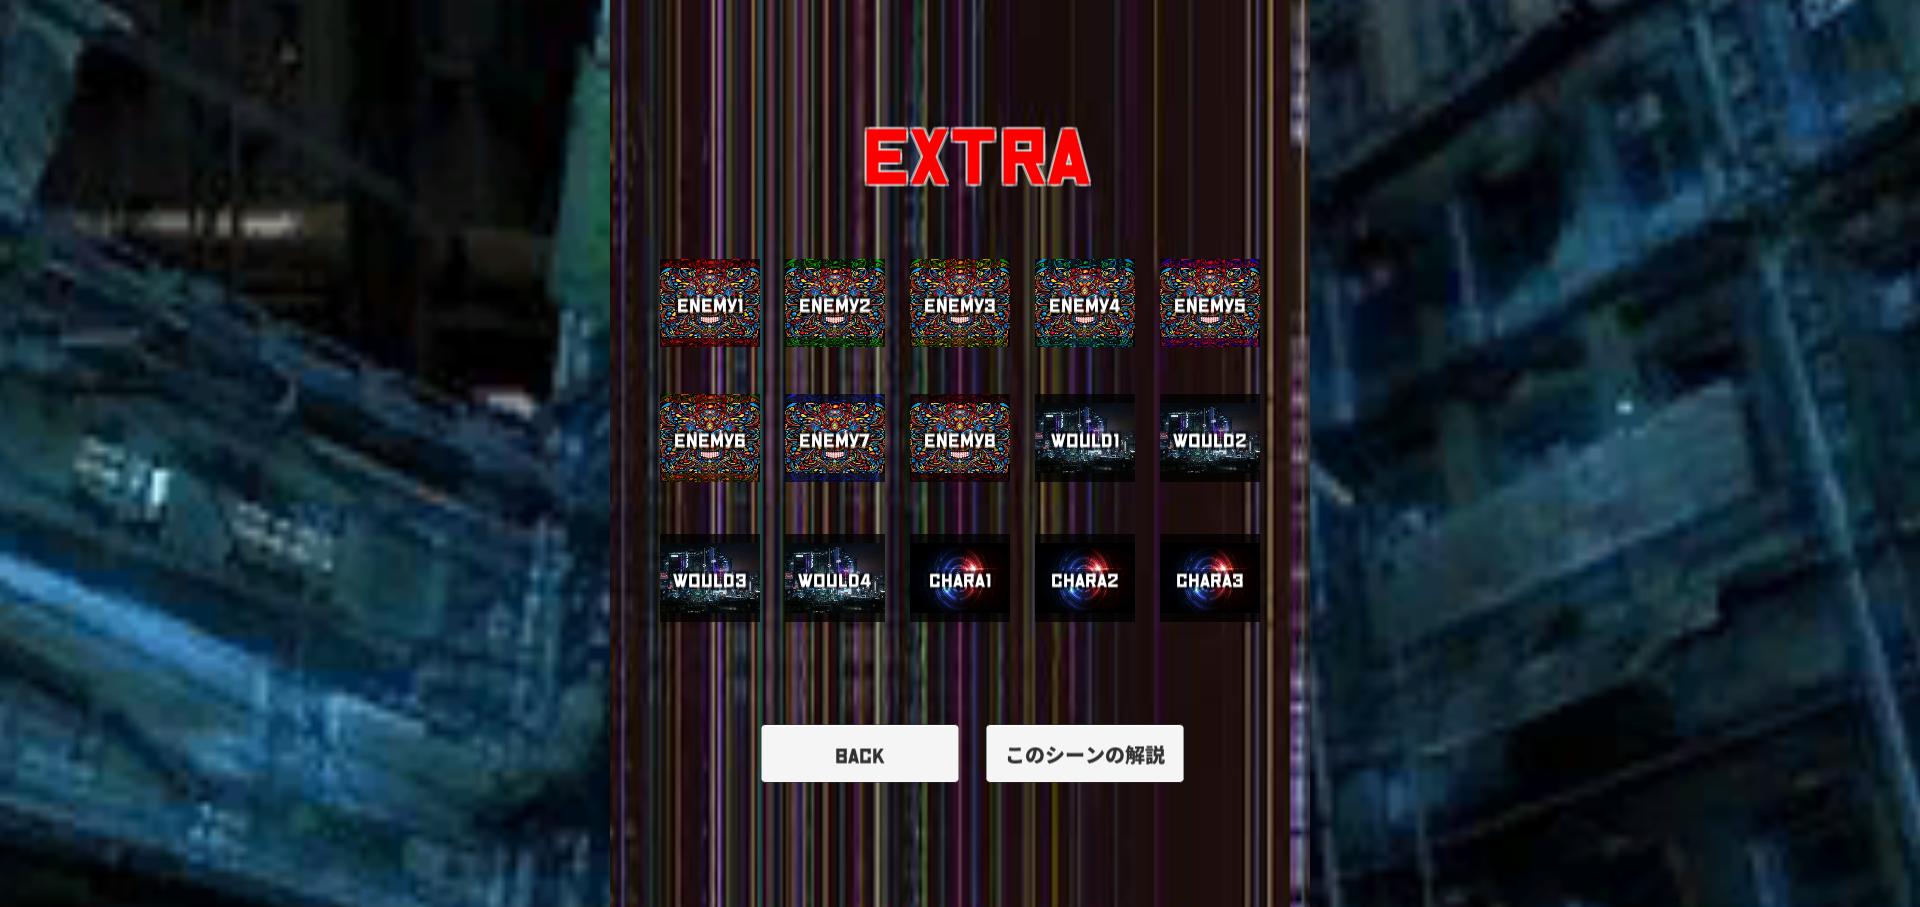 EXTRA
ENEMY1 ENEMY2 ENEMY3 ENEMY4 ENEMY5
ENEMY6 ENEMY7 ENEMY8 WOULD1 WOULD2
WOULD3 WOULD4 CHARA1 CHARA2 CHARA3
BACK このシーンの解説